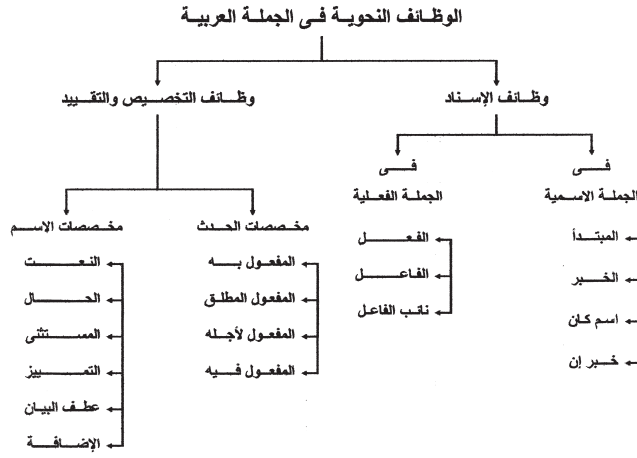 الوظائف النحوية فى الجملة العربية
وظائف الإسناد
وظائف التخصيص والتقييد
فى
الجملة الاسمية
فى
الجملة الفعلية
مخصصات الحدث
مخصصات الاسم
المبتدأ
الخبر
اسم كان
خبر إن
الفعل
الفاعل
نائب الفاعل
المفعول به
المفعول المطلق
المفعول لأجله
المفعول فيه
النعت
الحال
المستثنى
التمييز
عطف البيان
الإضافة